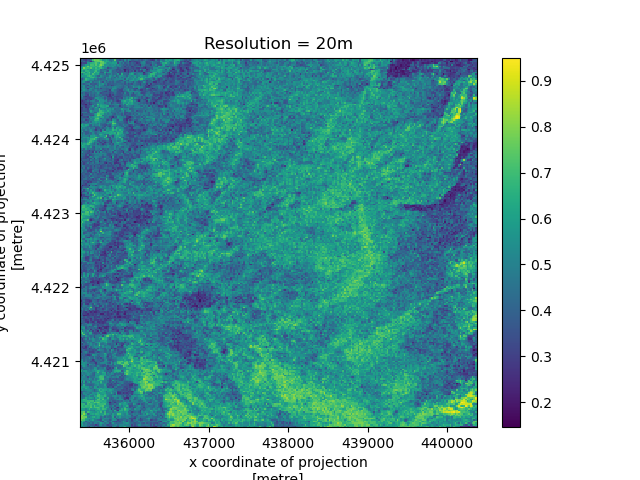 Resolution = 20m
1e6
4.425
4.424
4.423
4.422
4.421
y coordinate of projection
[metre]
436000 437000 438000 439000 440000
x coordinate of projection
[metre]
0.9
0.8
0.7
0.6
0.5
0.4
0.3
0.2